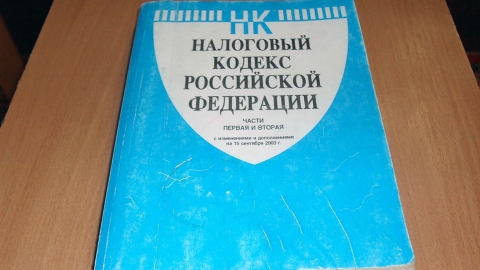 НК
НАЛОГОВЫЙ
КОДЕКС
РОССИЙСКОЙ
ФЕДЕРАЦИИ
ЧАСТИ
ПЕРВАЯ И ВТОРАЯ
с изменениями и дополнениями
на 15 сентября 2003 г.